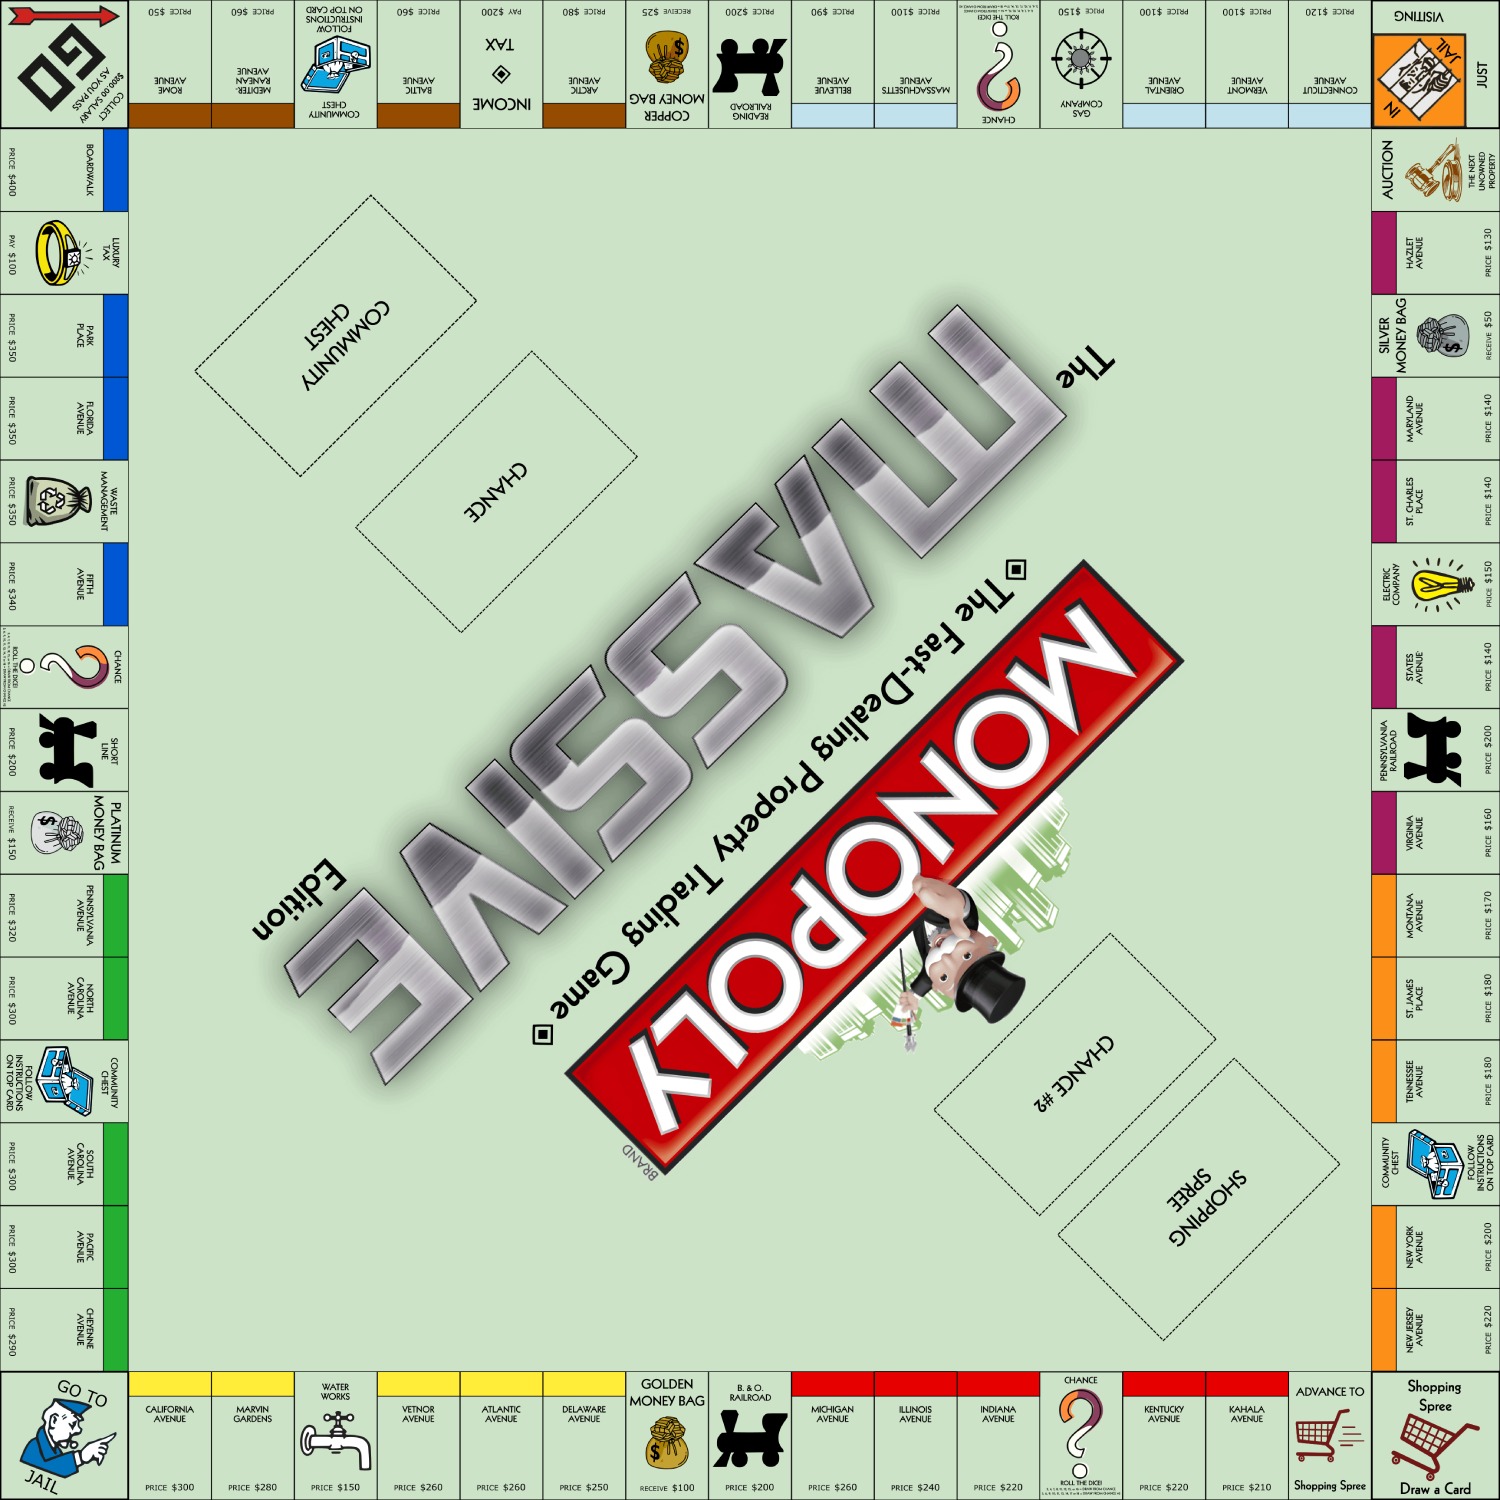 GO
COLLECT
$200.00 SALARY
AS YOU PASS
ROME
AVENUE
PRICE $50
MEDITER-
RANEAN
AVENUE
PRICE $60
COMMUNITY
CHEST
FOLLOW
INSTRUCTIONS
ON TOP CARD
BALTIC
AVENUE
PRICE $60
INCOME
TAX
PAY $200
ARCTIC
AVENUE
PRICE $80
COPPER
MONEY BAG
$
RECEIVE $25
READING
RAILROAD
PRICE $200
BELLEVUE
AVENUE
PRICE $90
MASSACHUSETTS
AVENUE
PRICE $100
CHANCE
ROLL THE DICE!
GAS
COMPANY
PRICE $150
ORIENTAL
AVENUE
PRICE $100
VERMONT
AVENUE
PRICE $100
CONNECTICUT
AVENUE
PRICE $120
IN
JAIL
JUST
VISITING
AUCTION
THE NEXT
UNOWNED
PROPERTY
HAZLET
AVENUE
PRICE $130
SILVER
MONEY BAG
$
RECEIVE $50
MARYLAND
AVENUE
PRICE $140
ST. CHARLES
PLACE
PRICE $140
ELECTRIC
COMPANY
PRICE $150
STATES
AVENUE
PRICE $140
PENNSYLVANIA
RAILROAD
PRICE $200
VIRGINIA
AVENUE
PRICE $160
MONTANA
AVENUE
PRICE $170
ST. JAMES
PLACE
PRICE $180
TENNESSEE
AVENUE
PRICE $180
COMMUNITY
CHEST
FOLLOW
INSTRUCTIONS
ON TOP CARD
NEW YORK
AVENUE
PRICE $200
NEW JERSEY
AVENUE
PRICE $220
Shopping
Spree
Draw a Card
ADVANCE TO
Shopping Spree
KAHALA
AVENUE
PRICE $210
KENTUCKY
AVENUE
PRICE $220
CHANCE
ROLL THE DICE!
INDIANA
AVENUE
PRICE $220
ILLINOIS
AVENUE
PRICE $240
MICHIGAN
AVENUE
PRICE $260
B. & O.
RAILROAD
PRICE $200
GOLDEN
MONEY BAG
$
RECEIVE $100
DELAWARE
AVENUE
PRICE $250
ATLANTIC
AVENUE
PRICE $260
VETNOR
AVENUE
PRICE $260
WATER
WORKS
PRICE $150
MARVIN
GARDENS
PRICE $280
CALIFORNIA
AVENUE
PRICE $300
GO TO
JAIL
CHEYENNE
AVENUE
PRICE $290
PACIFIC
AVENUE
PRICE $300
SOUTH
CAROLINA
AVENUE
PRICE $300
COMMUNITY
CHEST
FOLLOW
INSTRUCTIONS
ON TOP CARD
NORTH
CAROLINA
AVENUE
PRICE $300
PENNSYLVANIA
AVENUE
PRICE $320
PLATINUM
MONEY BAG
$
RECEIVE $150
SHORT
LINE
PRICE $200
CHANCE
ROLL THE DICE!
FIFTH
AVENUE
PRICE $340
WASTE
MANAGEMENT
PRICE $350
FLORIDA
AVENUE
PRICE $350
PARK
PLACE
PRICE $350
LUXURY
TAX
PAY $100
BOARDWALK
PRICE $400
COMMUNITY
CHEST
CHANCE
The
MASSIVE
Edition
The Fast-Dealing Property Trading Game
MONOPOLY
BRAND
CHANCE #2
SHOPPING
SPREE